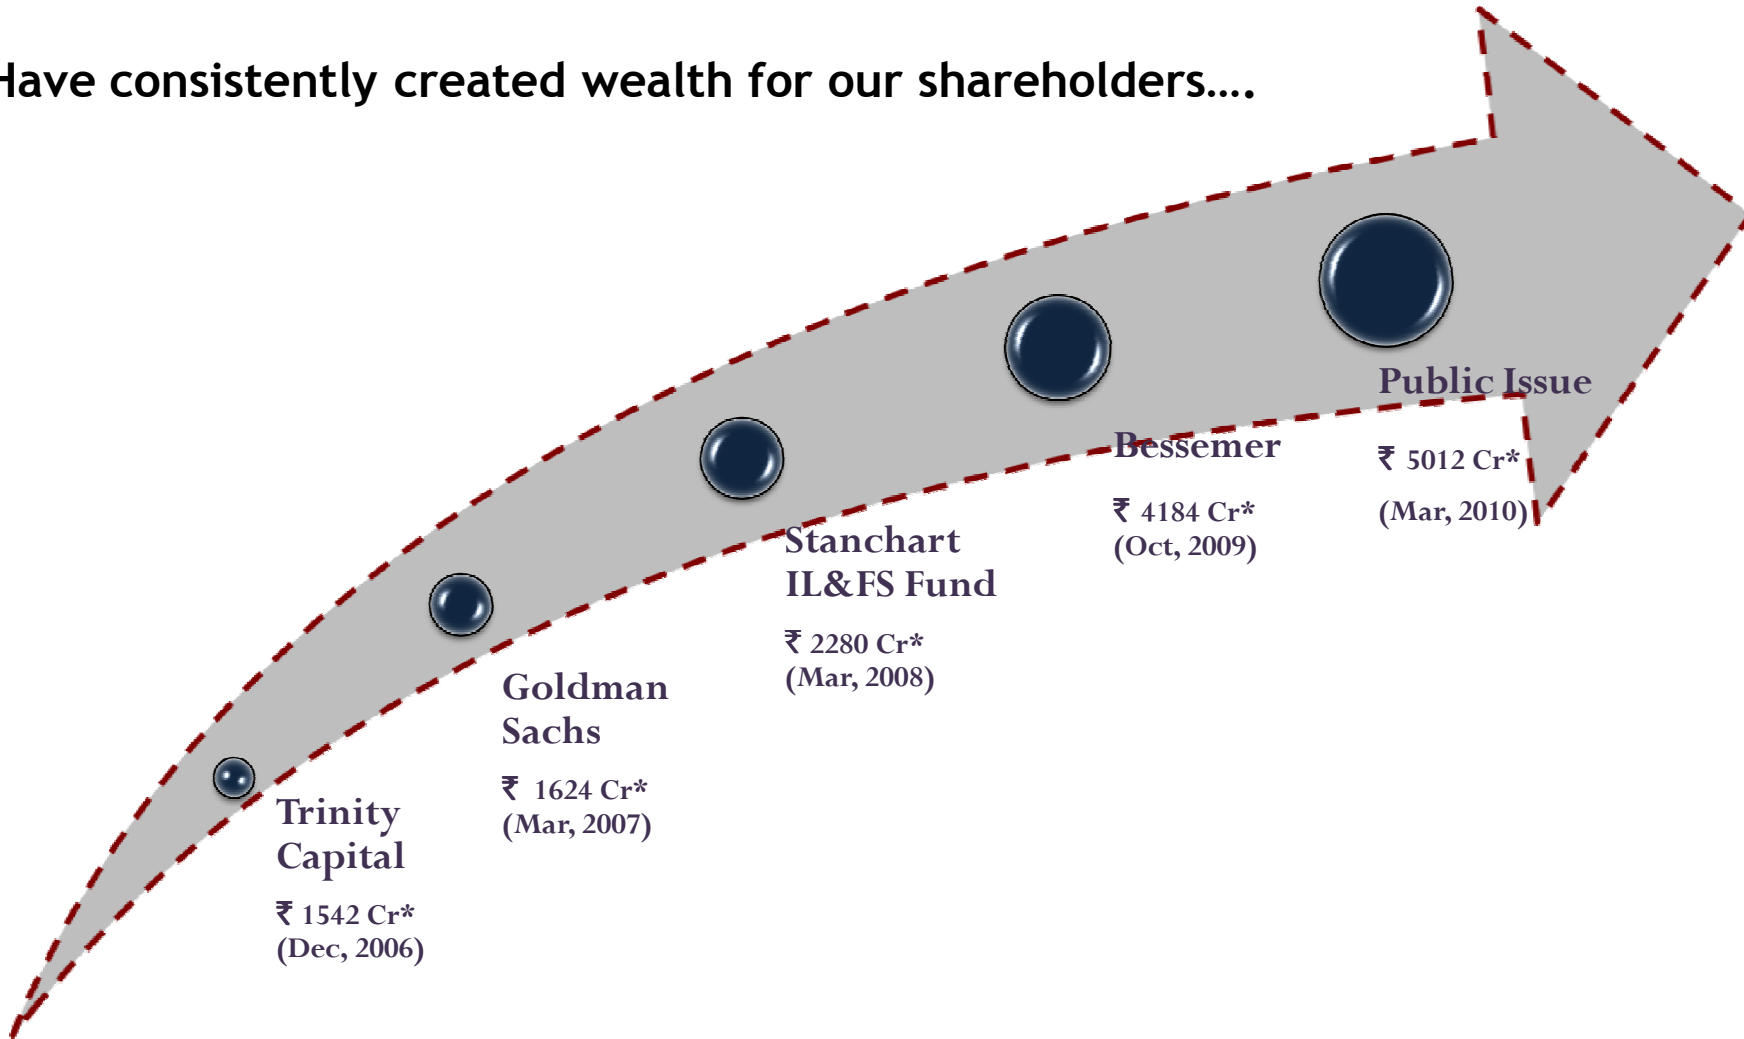 Have consistently created wealth for our shareholders....
Public Issue
₹ 5012 Cr*
(Mar, 2010)
Bessemer
₹ 4184 Cr*
(Oct, 2009)
Stanchart
IL&FS Fund
₹ 2280 Cr*
(Mar, 2008)
Goldman
Sachs
₹ 1624 Cr*
(Mar, 2007)
Trinity
Capital
₹ 1542 Cr*
(Dec, 2006)